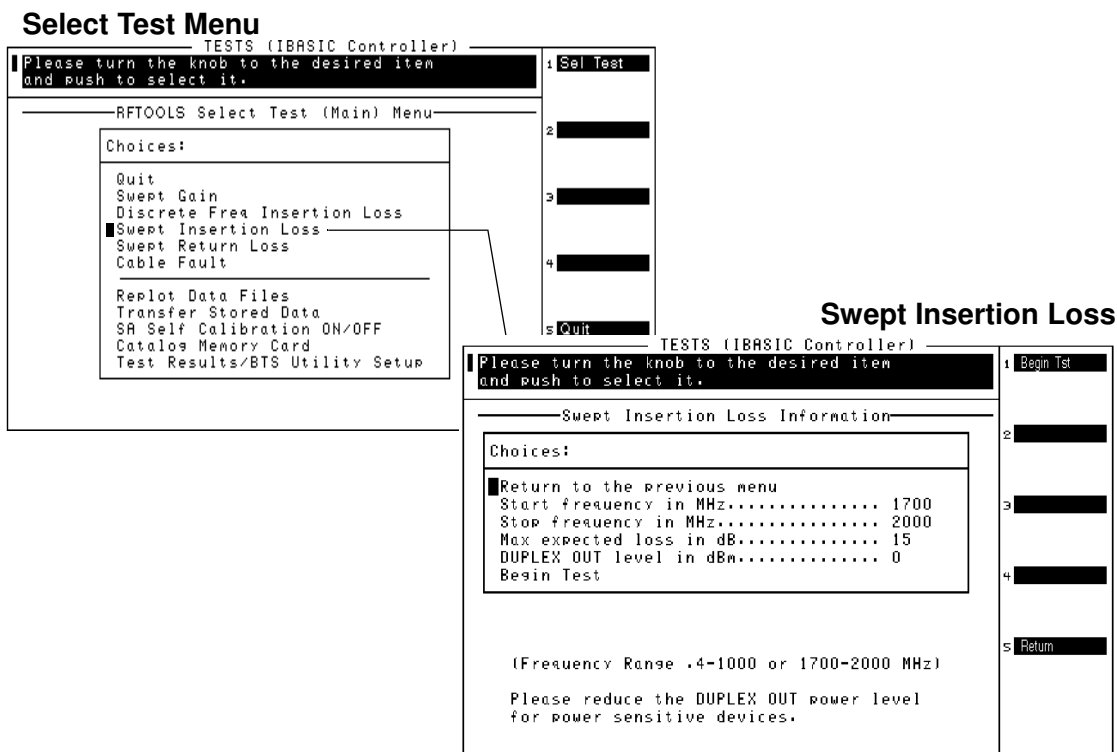 Select Test Menu
TESTS (IBASIC Controller)
Please turn the knob to the desired item
and push to select it.
1 Sel Test
RFTOOLS Select Test (Main) Menu
2
Choices:
Quit
Swept Gain
3
Discrete Freq Insertion Loss
Swept Insertion Loss
Swept Return Loss
Cable Fault
4
Replot Data Files
Transfer Stored Data
SA Self Calibration ON/OFF
Catalog Memory Card
Test Results/BTS Utility Setup
5 Quit
Swept Insertion Loss
TESTS (IBASIC Controller)
Please turn the knob to the desired item
and push to select it.
1 Begin Tst
Swept Insertion Loss Information
2
Choices:
Return to the previous menu
Start frequency in MHz............... 1700
3
Stop frequency in MHz................ 2000
Max expected loss in dB.............. 15
DUPLEX OUT level in dBm.............. 0
Begin Test
4
5 Return
(Frequency Range .4-1000 or 1700-2000 MHz)
Please reduce the DUPLEX OUT power level
for power sensitive devices.